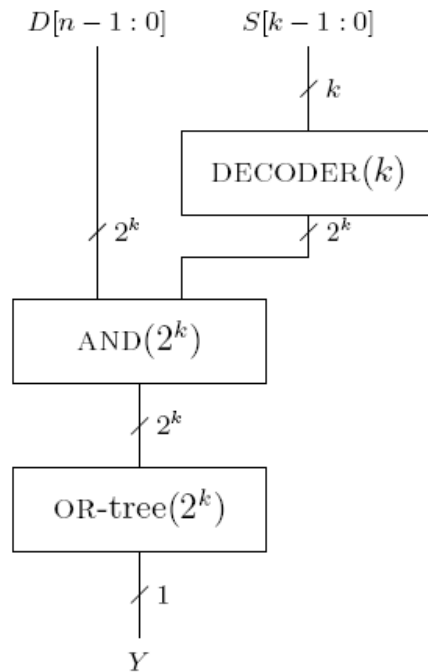 D[n − 1 : 0] S[k − 1 : 0]
k
DECODER(k)
2^k 2^k
AND(2^k)
2^k
OR-tree(2^k)
1
Y